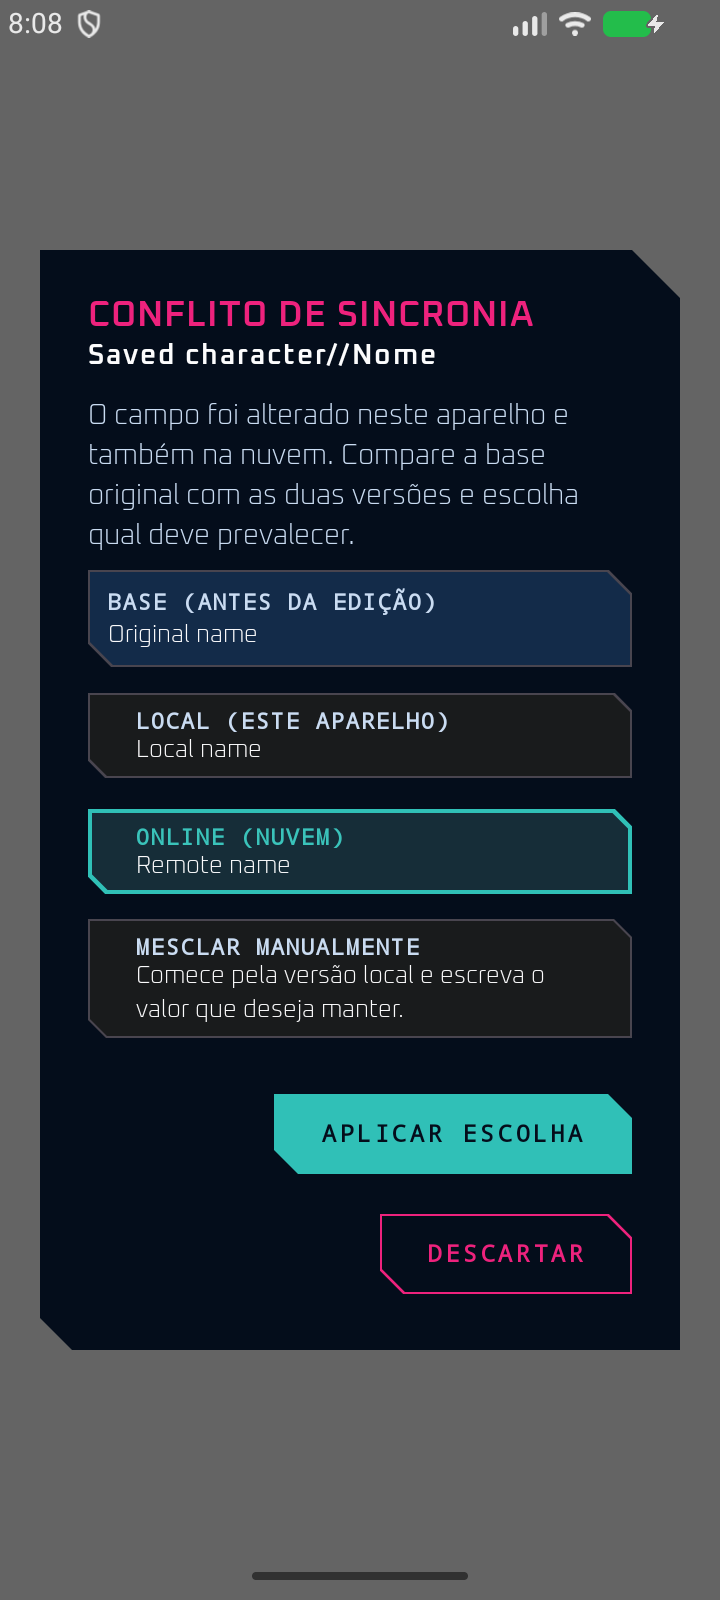 8:08
CONFLITO DE SINCRONIA
Saved character//Nome
O campo foi alterado neste aparelho e
também na nuvem. Compare a base
original com as duas versões e escolha
qual deve prevalecer.
BASE (ANTES DA EDIÇÃO)
Original name
LOCAL (ESTE APARELHO)
Local name
ONLINE (NUVEM)
Remote name
MESCLAR MANUALMENTE
Comece pela versão local e escreva o
valor que deseja manter.
APLICAR ESCOLHA
DESCARTAR